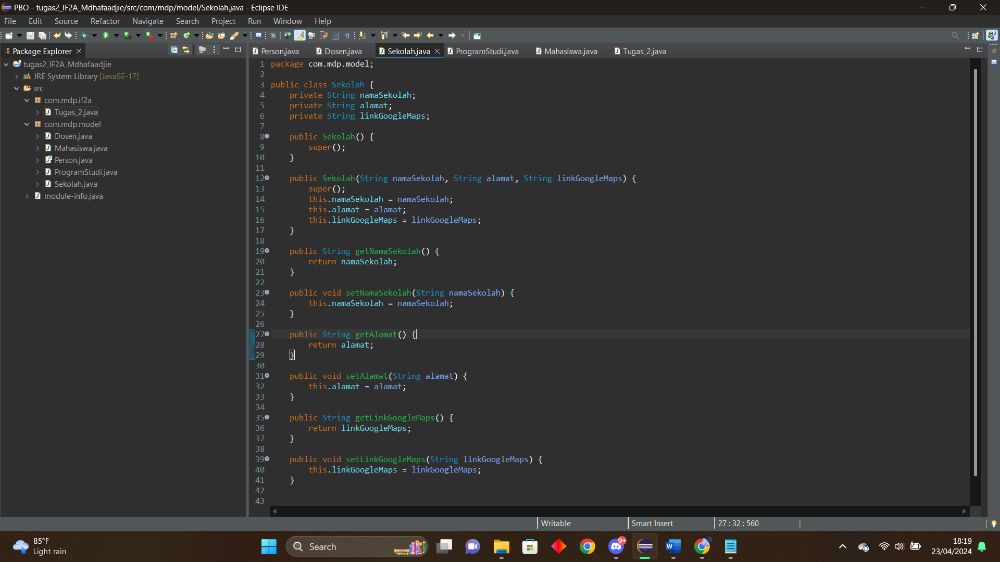 PBO - tugas2_IF2A_Mdhafaadjie/src/com/mdp/model/Sekolah.java - Eclipse IDE
File Edit Source Refactor Navigate Search Project Run Window Help
Package Explorer
tugas2_IF2A_Mdhafaadjie
JRE System Library [JavaSE-17]
src
com.mdp.if2a
Tugas_2.java
com.mdp.model
Dosen.java
Mahasiswa.java
Person.java
ProgramStudi.java
Sekolah.java
module-info.java
Person.java Dosen.java Sekolah.java ProgramStudi.java Mahasiswa.java Tugas_2.java
1 package com.mdp.model;
2
3 public class Sekolah {
4 private String namaSekolah;
5 private String alamat;
6 private String linkGoogleMaps;
7
8 public Sekolah() {
9 super();
10 }
11
12 public Sekolah(String namaSekolah, String alamat, String linkGoogleMaps) {
13 super();
14 this.namaSekolah = namaSekolah;
15 this.alamat = alamat;
16 this.linkGoogleMaps = linkGoogleMaps;
17 }
18
19 public String getNamaSekolah() {
20 return namaSekolah;
21 }
22
23 public void setNamaSekolah(String namaSekolah) {
24 this.namaSekolah = namaSekolah;
25 }
26
27 public String getAlamat() {
28 return alamat;
29 }
30
31 public void setAlamat(String alamat) {
32 this.alamat = alamat;
33 }
34
35 public String getLinkGoogleMaps() {
36 return linkGoogleMaps;
37 }
38
39 public void setLinkGoogleMaps(String linkGoogleMaps) {
40 this.linkGoogleMaps = linkGoogleMaps;
41 }
42
43
Writable Smart Insert 27 : 32 : 560
85°F
Light rain
Search
9+
18:19
23/04/2024